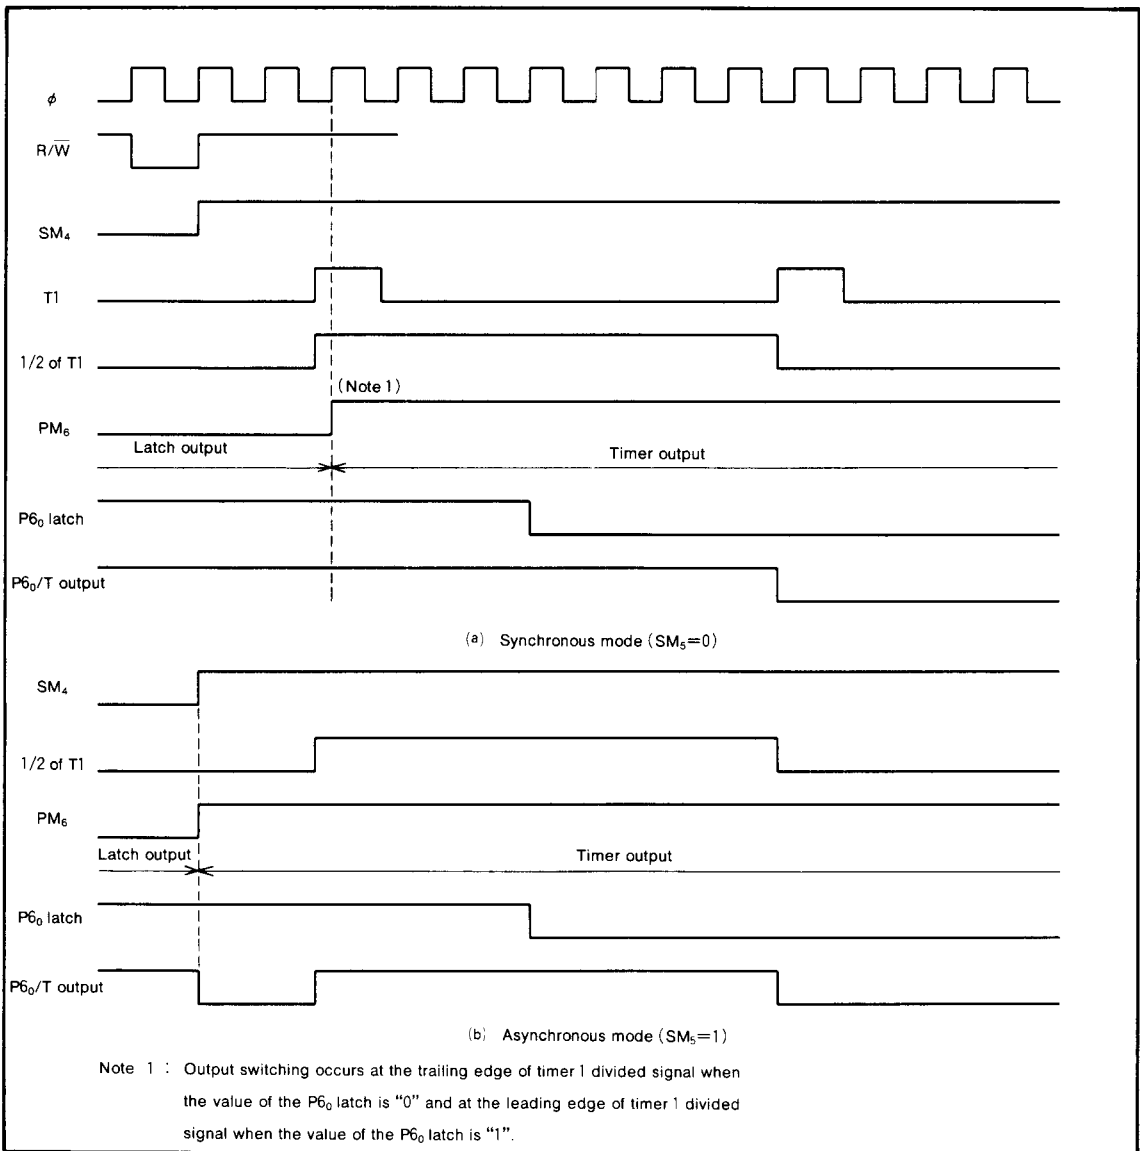 φ
R/W̅
SM₄
T1
1/2 of T1
(Note 1)
PM₆
Latch output
Timer output
P6₀ latch
P6₀/T output
(a) Synchronous mode (SM₅=0)
SM₄
1/2 of T1
PM₆
Latch output
Timer output
P6₀ latch
P6₀/T output
(b) Asynchronous mode (SM₅=1)
Note 1 : Output switching occurs at the trailing edge of timer 1 divided signal when
the value of the P6₀ latch is “0” and at the leading edge of timer 1 divided
signal when the value of the P6₀ latch is “1”.